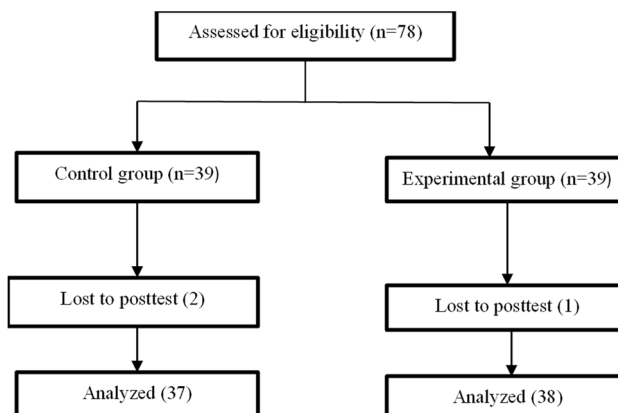 Assessed for eligibility (n=78)
Control group (n=39)
Experimental group (n=39)
Lost to posttest (2)
Lost to posttest (1)
Analyzed (37)
Analyzed (38)